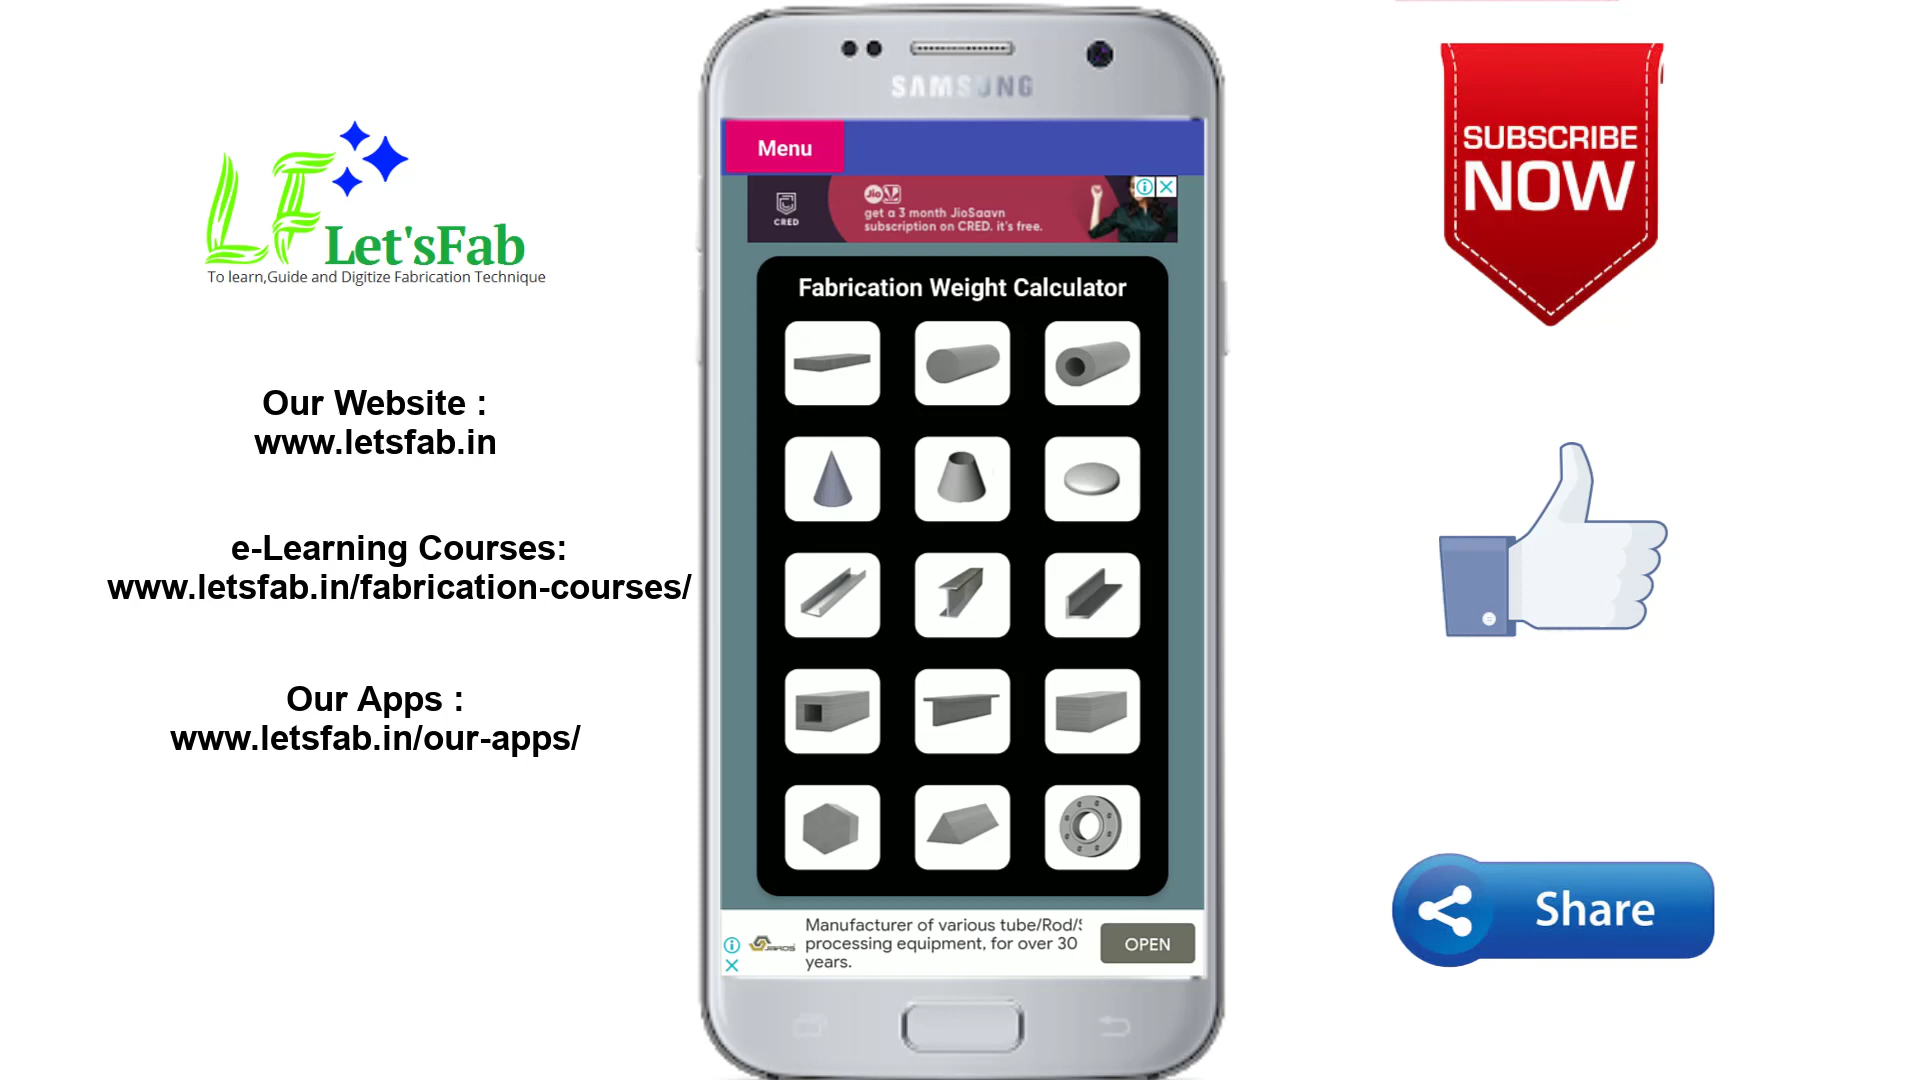 LF
Let'sFab
To learn,Guide and Digitize Fabrication Technique
Our Website :
www.letsfab.in
e-Learning Courses:
www.letsfab.in/fabrication-courses/
Our Apps :
www.letsfab.in/our-apps/
SAMSUNG
Menu
CRED
Jio
get a 3 month JioSaavn
subscription on CRED. it's free.
Fabrication Weight Calculator
Manufacturer of various tube/Rod/
processing equipment, for over 30
years.
OPEN
SUBSCRIBE
NOW
Share